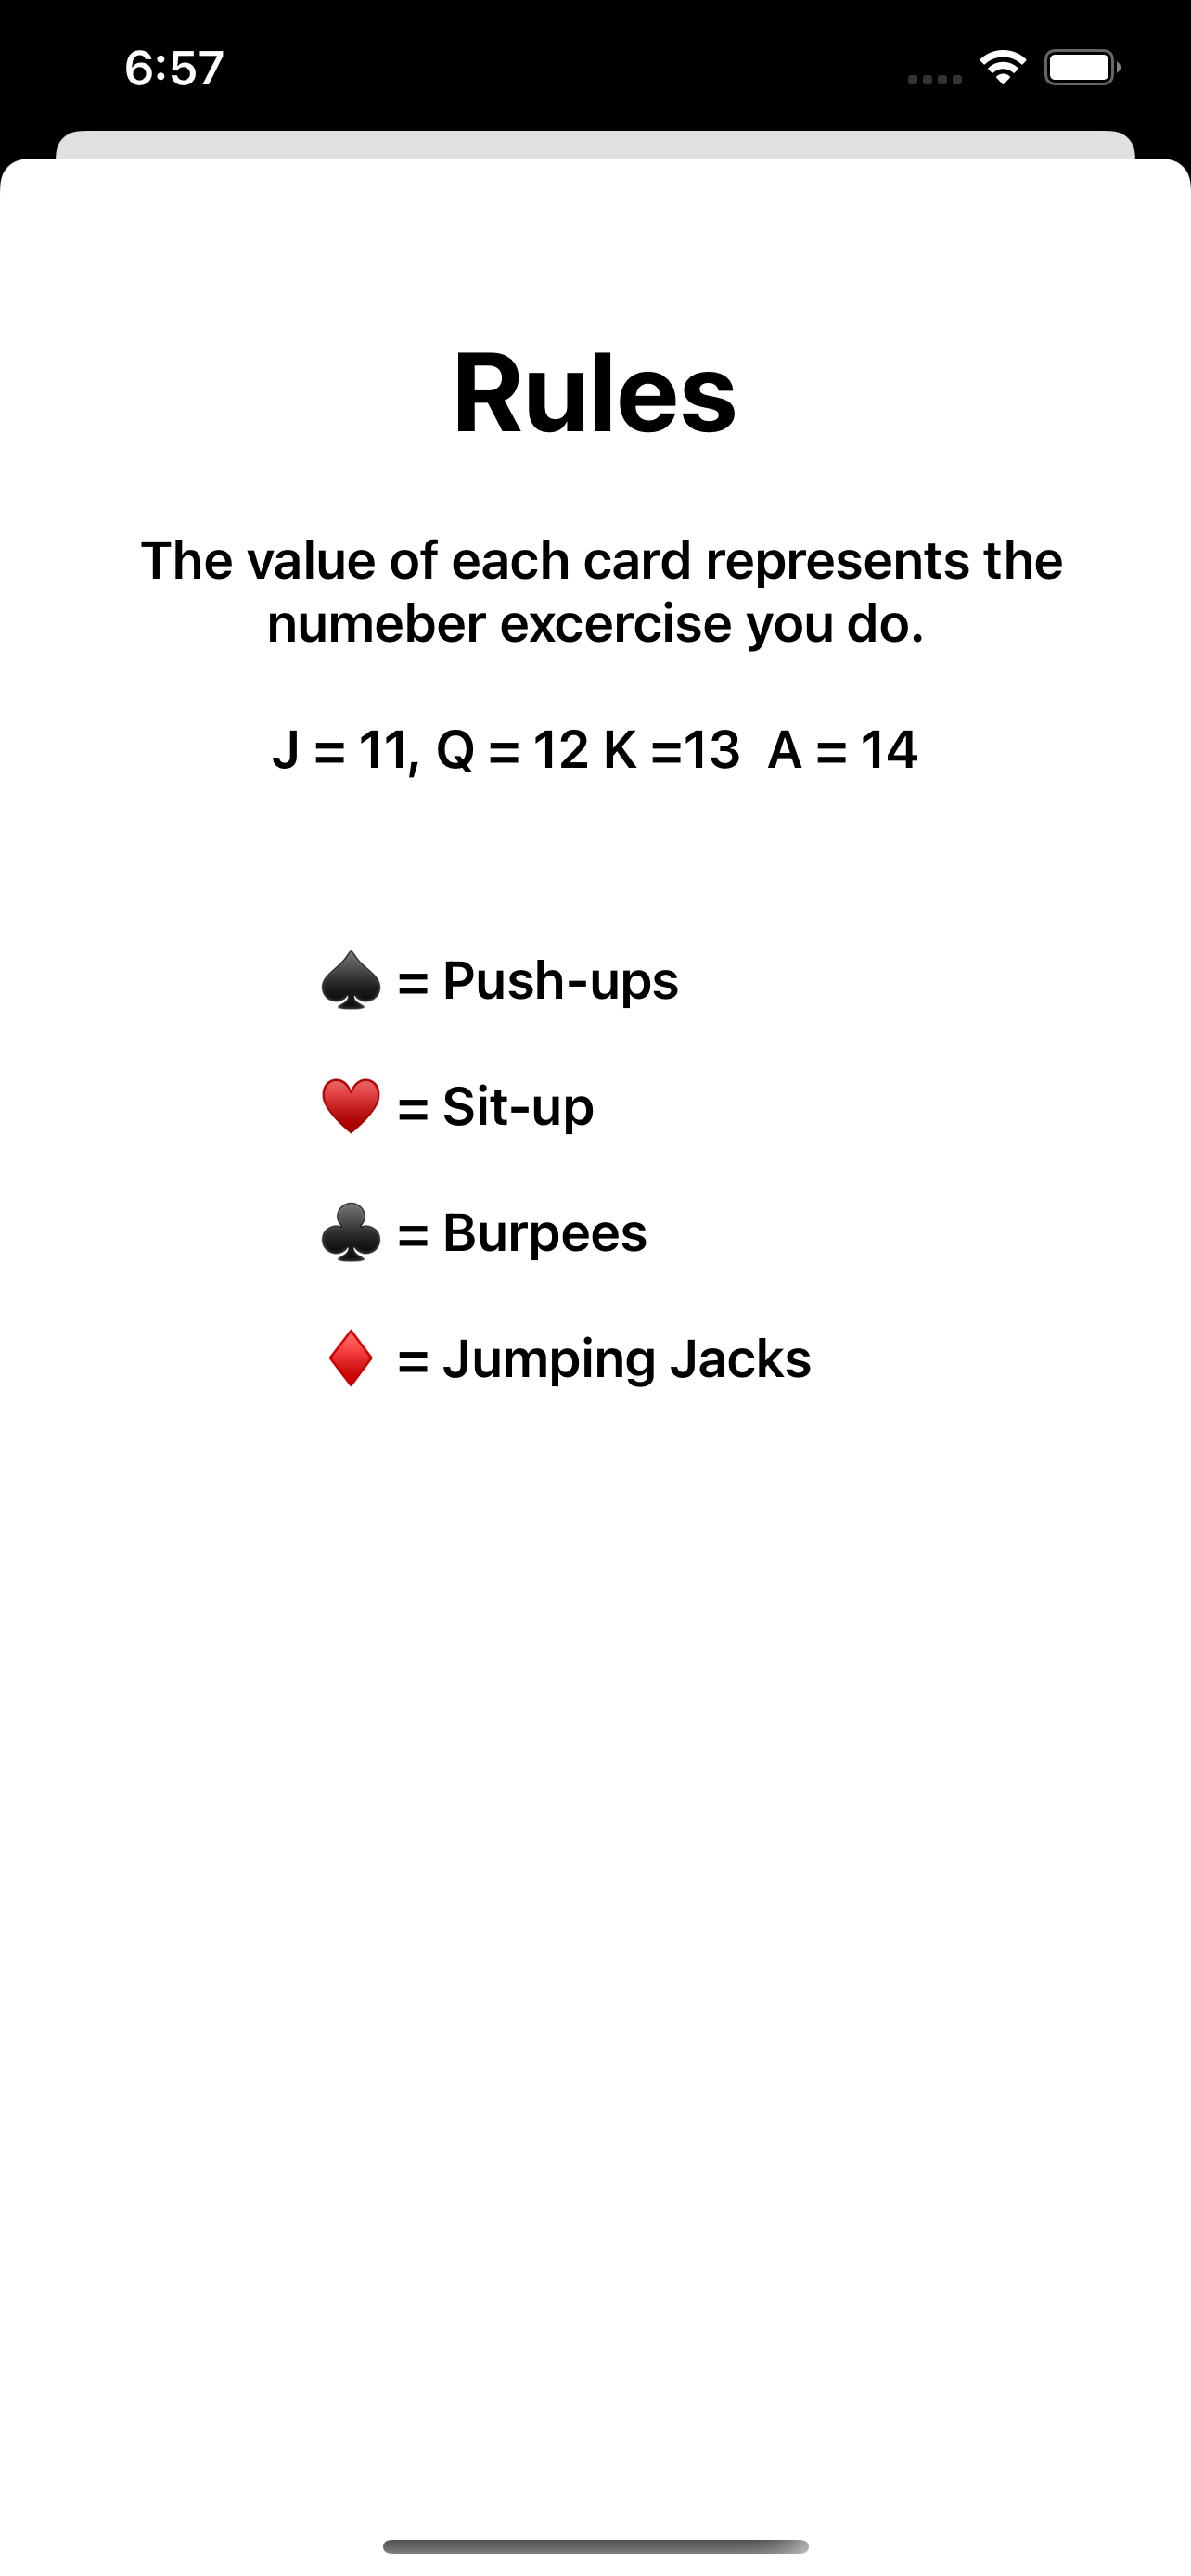 6:57
Rules
The value of each card represents the
numeber excercise you do.
J = 11, Q = 12 K =13  A = 14
♠️ = Push-ups
♥️ = Sit-up
♣️ = Burpees
♦️ = Jumping Jacks